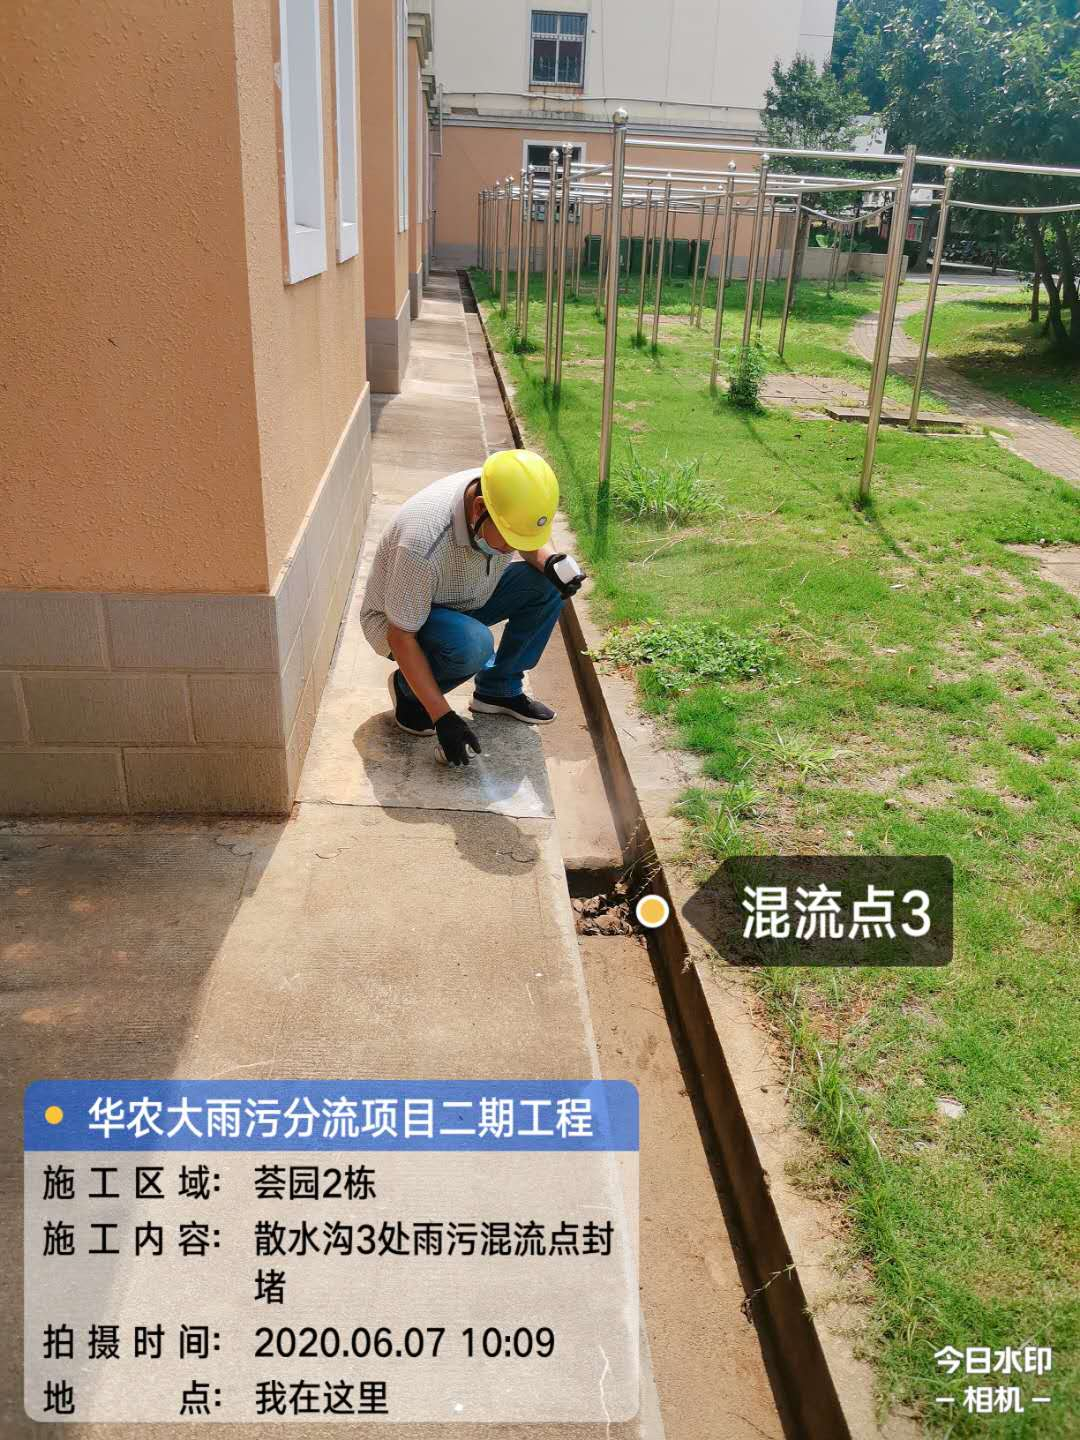 混流点3
华农大雨污分流项目二期工程
施工区域: 荟园2栋
施工内容: 散水沟3处雨污混流点封
堵
拍摄时间: 2020.06.07 10:09
地点: 我在这里
今日水印
相机